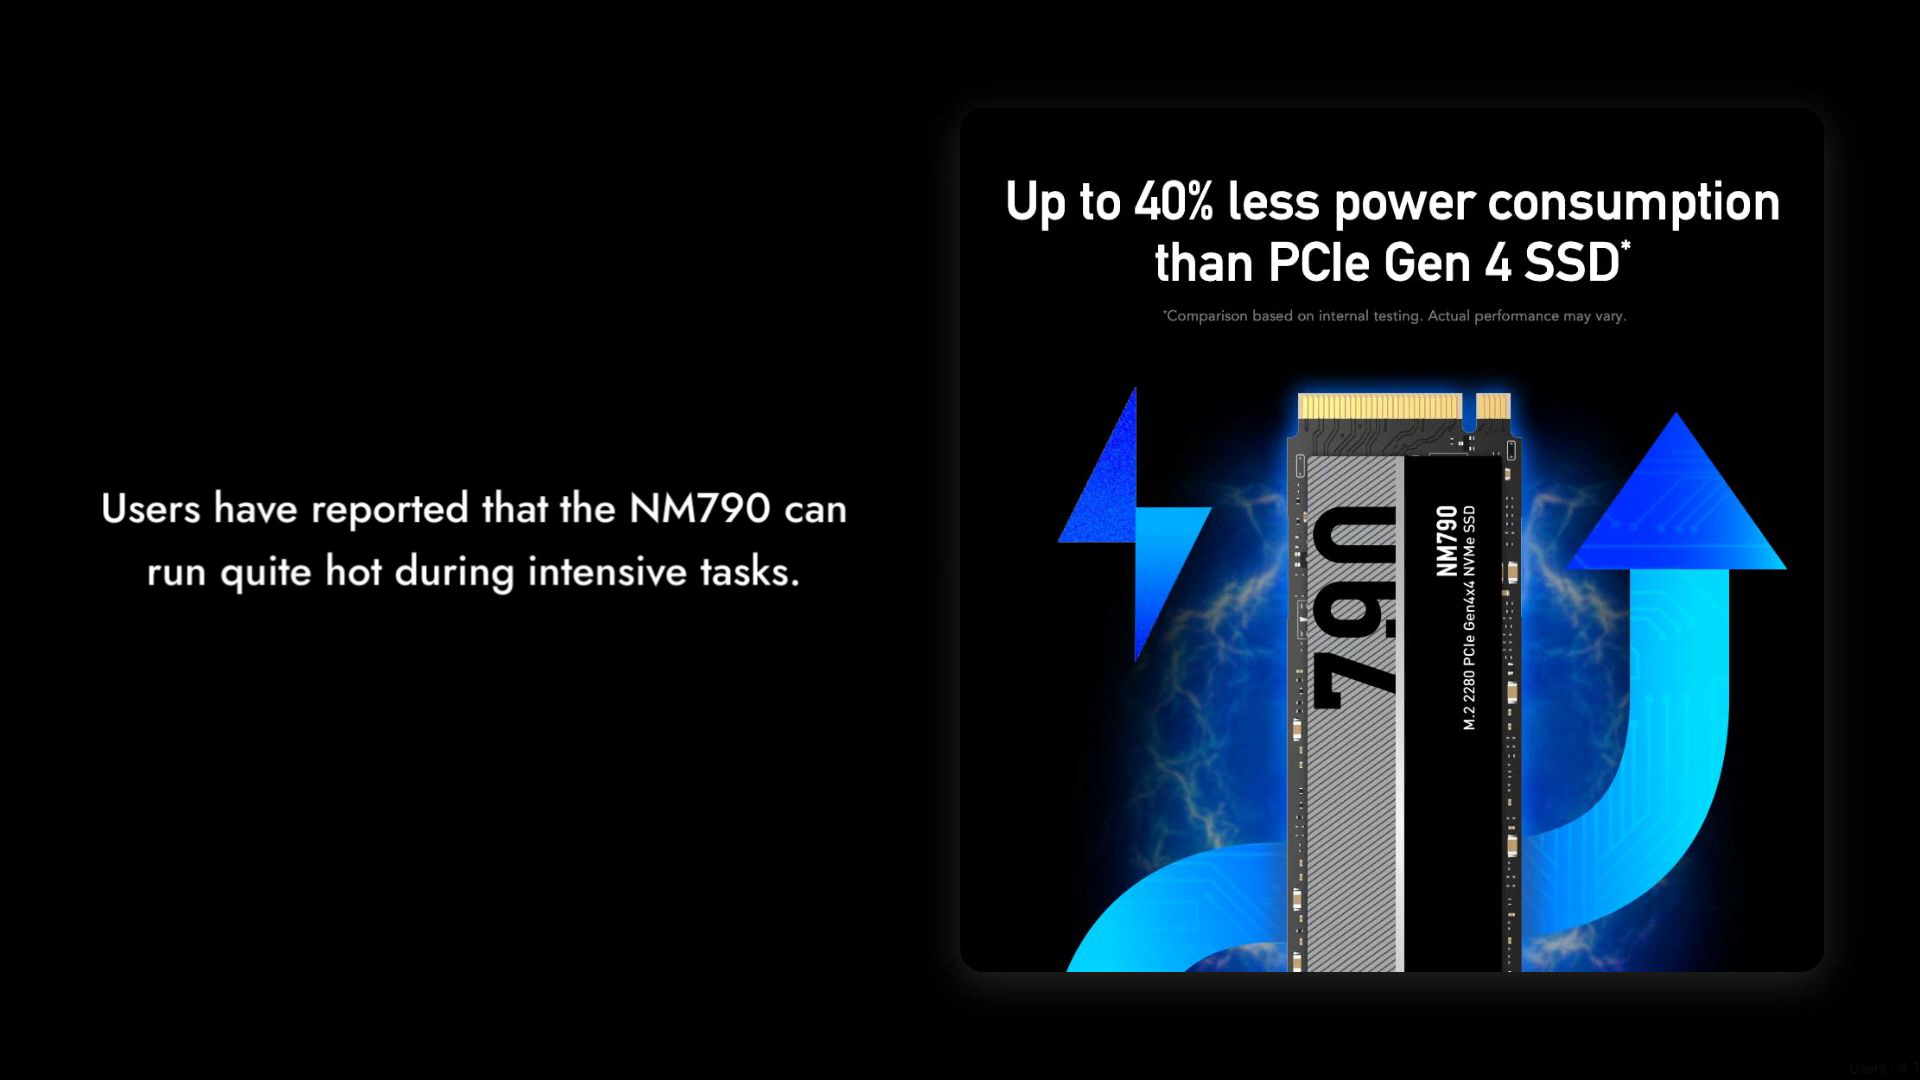 Users have reported that the NM790 can
run quite hot during intensive tasks.
Up to 40% less power consumption
than PCIe Gen 4 SSD*
*Comparison based on internal testing. Actual performance may vary.
790
NM790
M.2 2280 PCIe Gen4x4 NVMe SSD